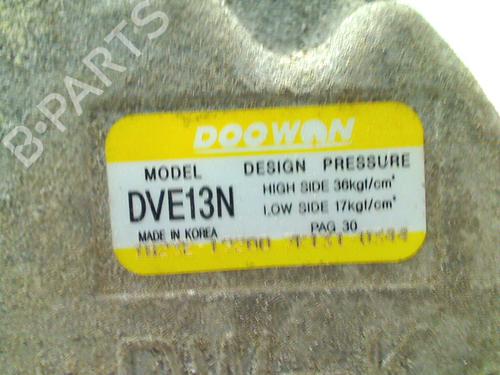 B-PARTS
DOOWON
MODEL DESIGN PRESSURE
DVE13N HIGH SIDE 36kgf/cm²
LOW SIDE 17kgf/cm²
MADE IN KOREA PAG 30